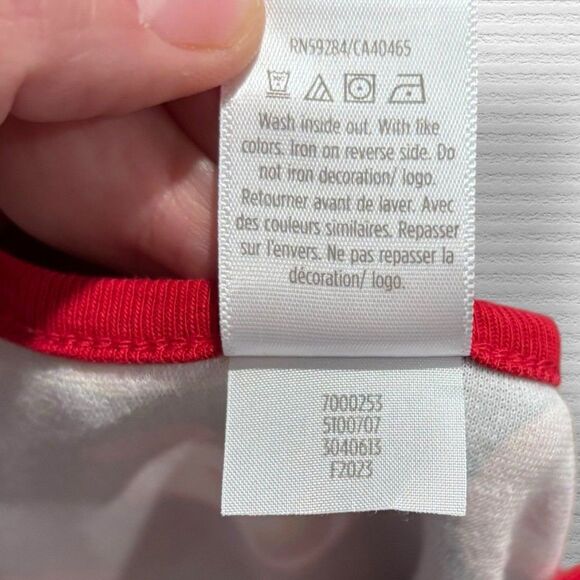 RN59284/CA40465
Wash inside out. With like
colors. Iron on reverse side. Do
not iron decoration/ logo.
Retourner avant de laver. Avec
des couleurs similaires. Repasser
sur l'envers. Ne pas repasser la
décoration/ logo.
7000253
5100707
3040613
F2023